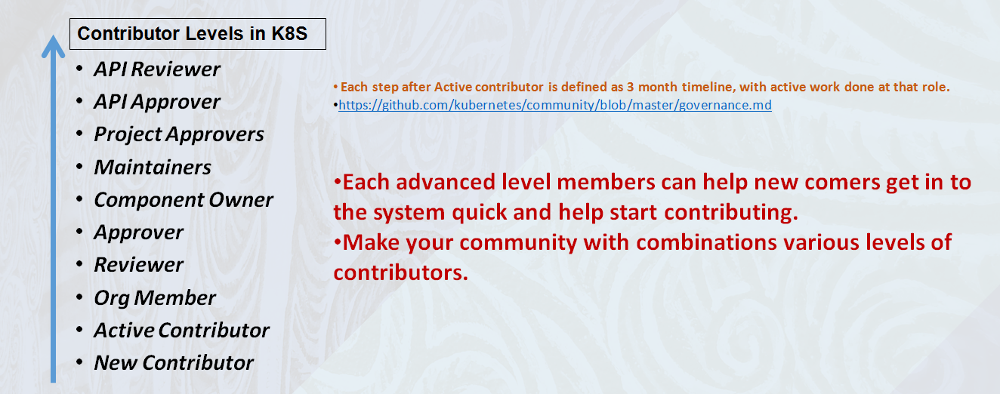 Contributor Levels in K8S
• API Reviewer
• API Approver
• Project Approvers
• Maintainers
• Component Owner
• Approver
• Reviewer
• Org Member
• Active Contributor
• New Contributor
• Each step after Active contributor is defined as 3 month timeline, with active work done at that role.
•https://github.com/kubernetes/community/blob/master/governance.md
•Each advanced level members can help new comers get in to
the system quick and help start contributing.
•Make your community with combinations various levels of
contributors.